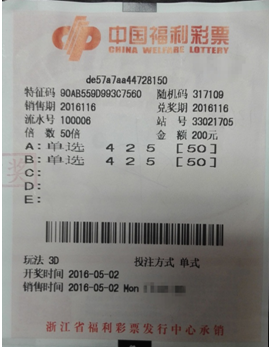 中国福利彩票
CHINA WELFARE LOTTERY
de57a7aa44728150
特征码 90AB559D993C7560 随机码 317109
销售期 2016116 兑奖期 2016116
流水号 100006 站 号 33021705
倍 数 50倍 金 额 200元
A: 单选 4 2 5 [50]
B: 单选 4 2 5 [50]
C:
D:
E:
奖
玩法 3D 投注方式 单式
开奖时间 2016-05-02
销售时间 2016-05-02 Mon
浙江省福利彩票发行中心承销